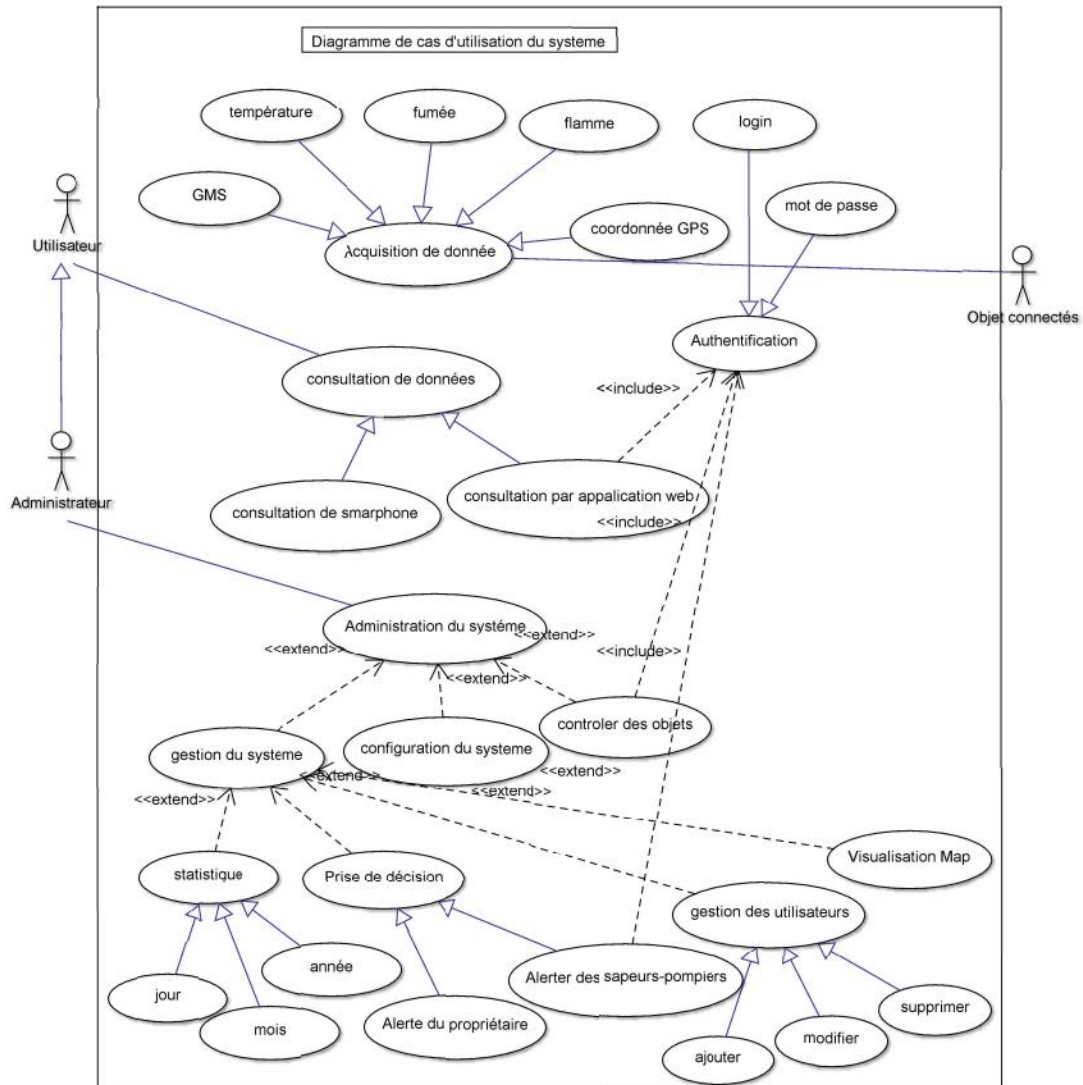 Diagramme de cas d'utilisation du systeme
température
fumée
flamme
login
GMS
mot de passe
coordonnée GPS
Acquisition de donnée
Utilisateur
Objet connectés
Authentification
consultation de données
<<include>>
Administrateur
consultation par appalication web
consultation de smarphone
<<include>>
Administration du systéme
<<extend>>
<<extend>>
<<include>>
<<extend>>
controler des objets
gestion du systeme
configuration du systeme
<<extend>>
<<extend>>
<<extend>>
<<extend>>
Visualisation Map
statistique
Prise de décision
gestion des utilisateurs
année
Alerter des sapeurs-pompiers
jour
supprimer
mois
Alerte du propriétaire
modifier
ajouter